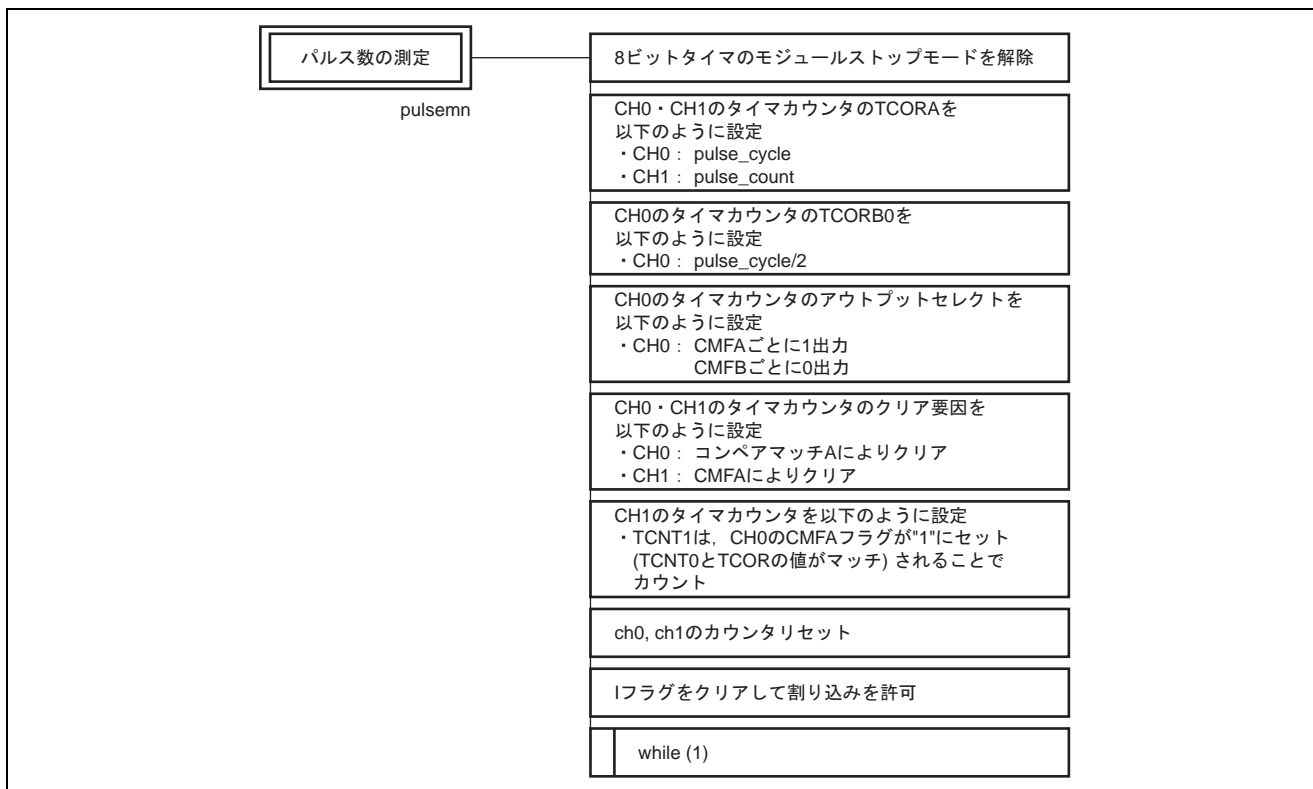 パルス数の測定
pulsemn
8ビットタイマのモジュールストップモードを解除
CH0・CH1のタイマカウンタのTCORAを
以下のように設定
・CH0： pulse_cycle
・CH1： pulse_count
CH0のタイマカウンタのTCORB0を
以下のように設定
・CH0： pulse_cycle/2
CH0のタイマカウンタのアウトプットセレクトを
以下のように設定
・CH0： CMFAごとに1出力
CMFBごとに0出力
CH0・CH1のタイマカウンタのクリア要因を
以下のように設定
・CH0： コンペアマッチAによりクリア
・CH1： CMFAによりクリア
CH1のタイマカウンタを以下のように設定
・TCNT1は，CH0のCMFAフラグが"1"にセット
(TCNT0とTCORの値がマッチ) されることで
カウント
ch0, ch1のカウンタリセット
Iフラグをクリアして割り込みを許可
while (1)